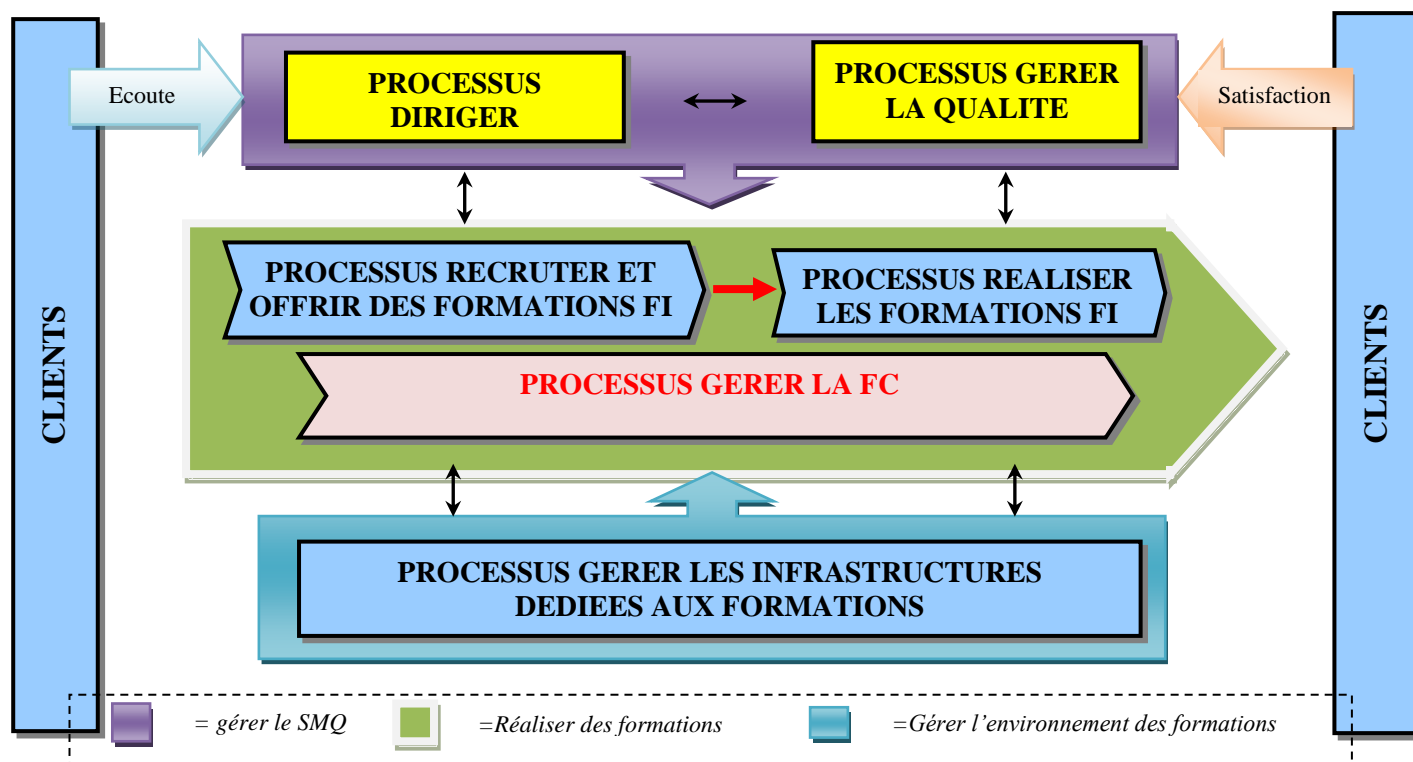 CLIENTS
Ecoute
PROCESSUS
DIRIGER
PROCESSUS GERER
LA QUALITE
Satisfaction
CLIENTS
PROCESSUS RECRUTER ET
OFFRIR DES FORMATIONS FI
PROCESSUS REALISER
LES FORMATIONS FI
PROCESSUS GERER LA FC
PROCESSUS GERER LES INFRASTRUCTURES
DEDIEES AUX FORMATIONS
= gérer le SMQ
=Réaliser des formations
=Gérer l’environnement des formations